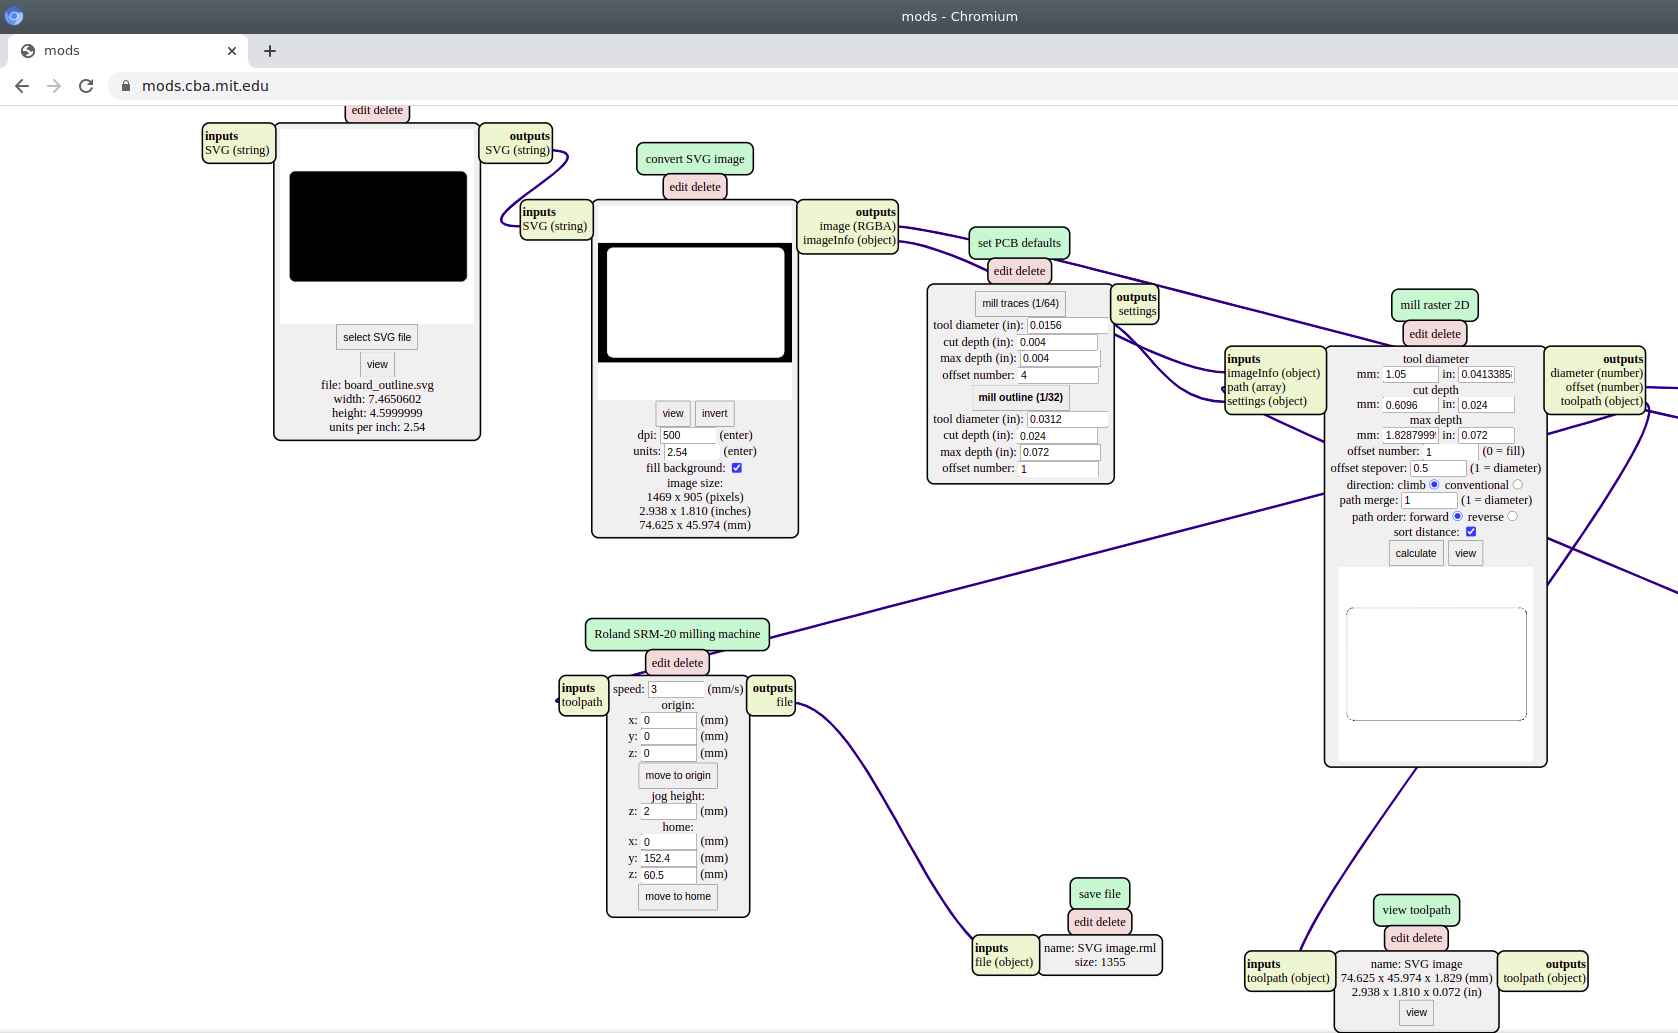 mods - Chromium
mods
mods.cba.mit.edu
edit delete
inputs
SVG (string)
outputs
SVG (string)
select SVG file
view
file: board_outline.svg
width: 7.4650602
height: 4.5999999
units per inch: 2.54
convert SVG image
edit delete
inputs
SVG (string)
outputs
image (RGBA)
imageInfo (object)
view invert
dpi: 500 (enter)
units: 2.54 (enter)
fill background:
image size:
1469 x 905 (pixels)
2.938 x 1.810 (inches)
74.625 x 45.974 (mm)
set PCB defaults
edit delete
outputs
settings
mill traces (1/64)
tool diameter (in): 0.0156
cut depth (in): 0.004
max depth (in): 0.004
offset number: 4
mill outline (1/32)
tool diameter (in): 0.0312
cut depth (in): 0.024
max depth (in): 0.072
offset number: 1
mill raster 2D
edit delete
inputs
imageInfo (object)
path (array)
settings (object)
outputs
diameter (number)
offset (number)
toolpath (object)
tool diameter
mm: 1.05 in: 0.0413385
cut depth
mm: 0.6096 in: 0.024
max depth
mm: 1.8287999 in: 0.072
offset number: 1 (0 = fill)
offset stepover: 0.5 (1 = diameter)
direction: climb conventional
path merge: 1 (1 = diameter)
path order: forward reverse
sort distance:
calculate view
Roland SRM-20 milling machine
edit delete
inputs
toolpath
outputs
file
speed: 3 (mm/s)
origin:
x: 0 (mm)
y: 0 (mm)
z: 0 (mm)
move to origin
jog height:
z: 2 (mm)
home:
x: 0 (mm)
y: 152.4 (mm)
z: 60.5 (mm)
move to home
save file
edit delete
inputs
file (object)
name: SVG image.rml
size: 1355
view toolpath
edit delete
inputs
toolpath (object)
outputs
toolpath (object)
name: SVG image
74.625 x 45.974 x 1.829 (mm)
2.938 x 1.810 x 0.072 (in)
view